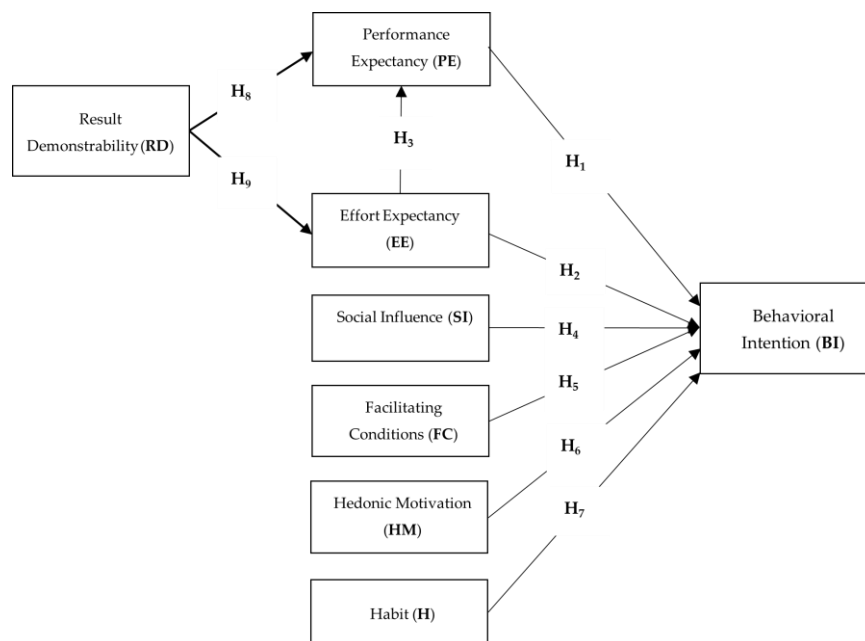 Performance
Expectancy (PE)
H8
Result
Demonstrability (RD)
H3
H1
H9
Effort Expectancy
(EE)
H2
Social Influence (SI)
H4
Behavioral
Intention (BI)
H5
Facilitating
Conditions (FC)
H6
Hedonic Motivation
(HM)
H7
Habit (H)